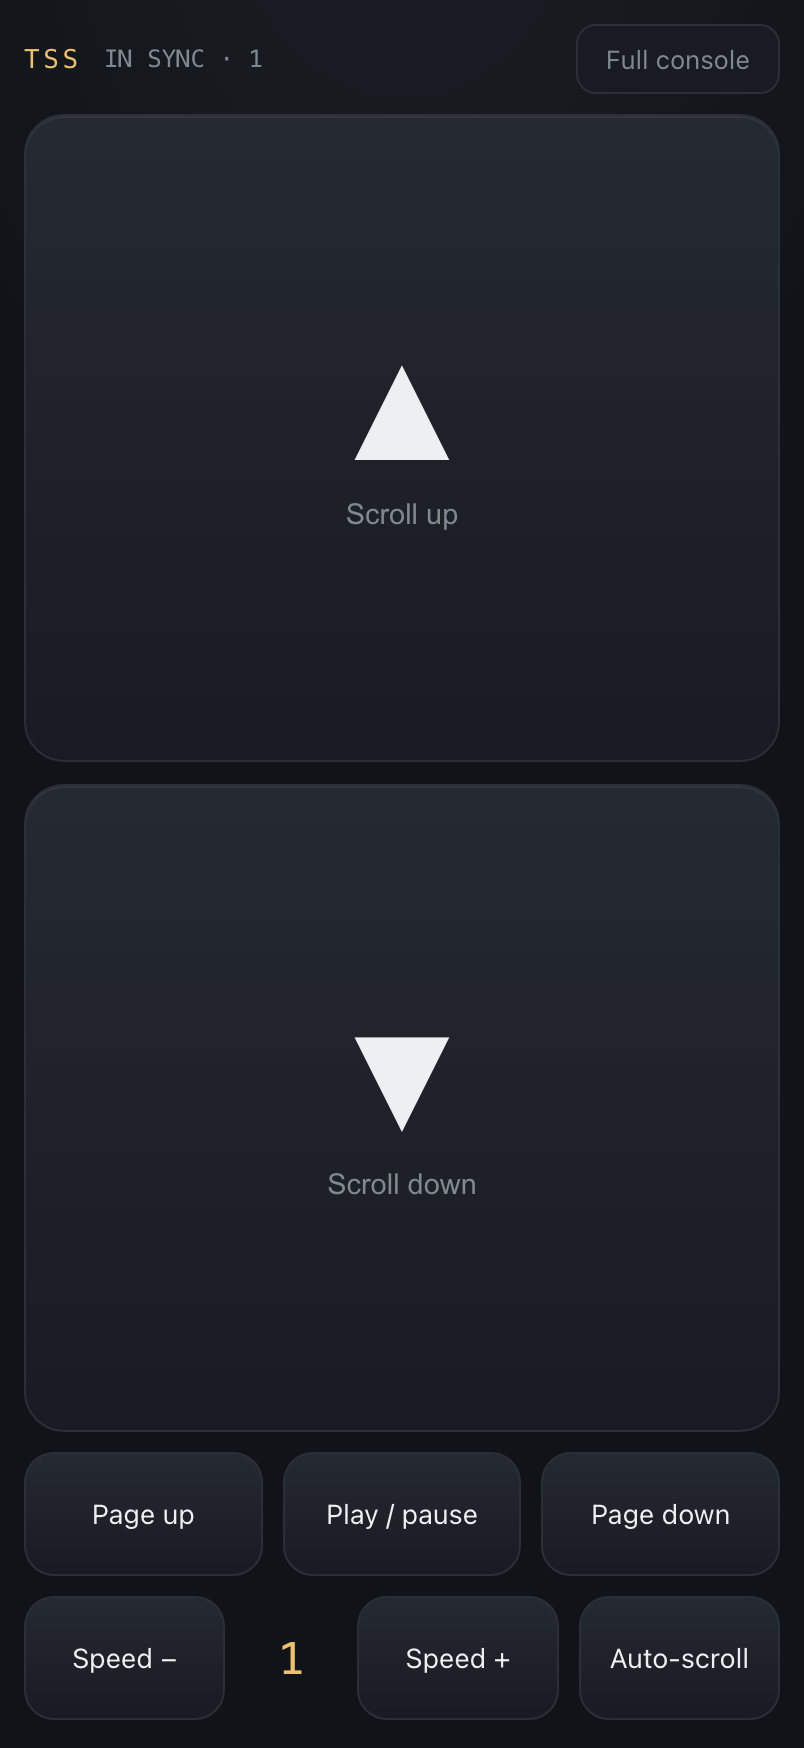 TSS IN SYNC · 1 Full console
Scroll up
Scroll down
Page up Play / pause Page down
Speed – 1 Speed + Auto-scroll